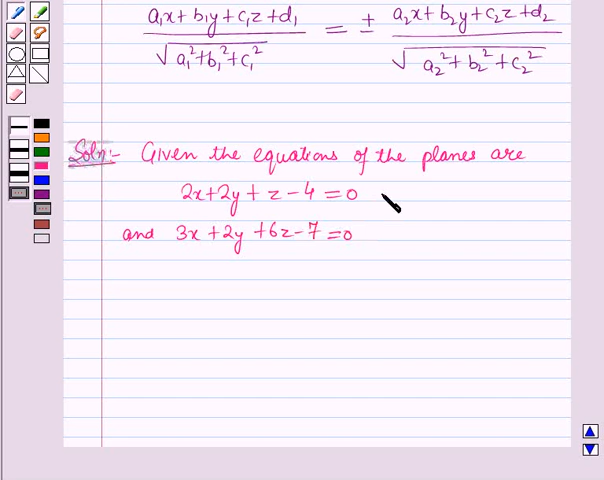 a₁x + b₁y + c₁z + d₁ = ± a₂x + b₂y + c₂z + d₂
√a₁² + b₁² + c₁² √a₂² + b₂² + c₂²
Soln:- Given the equations of the planes are
2x + 2y + z - 4 = 0
and 3x + 2y + 6z - 7 = 0